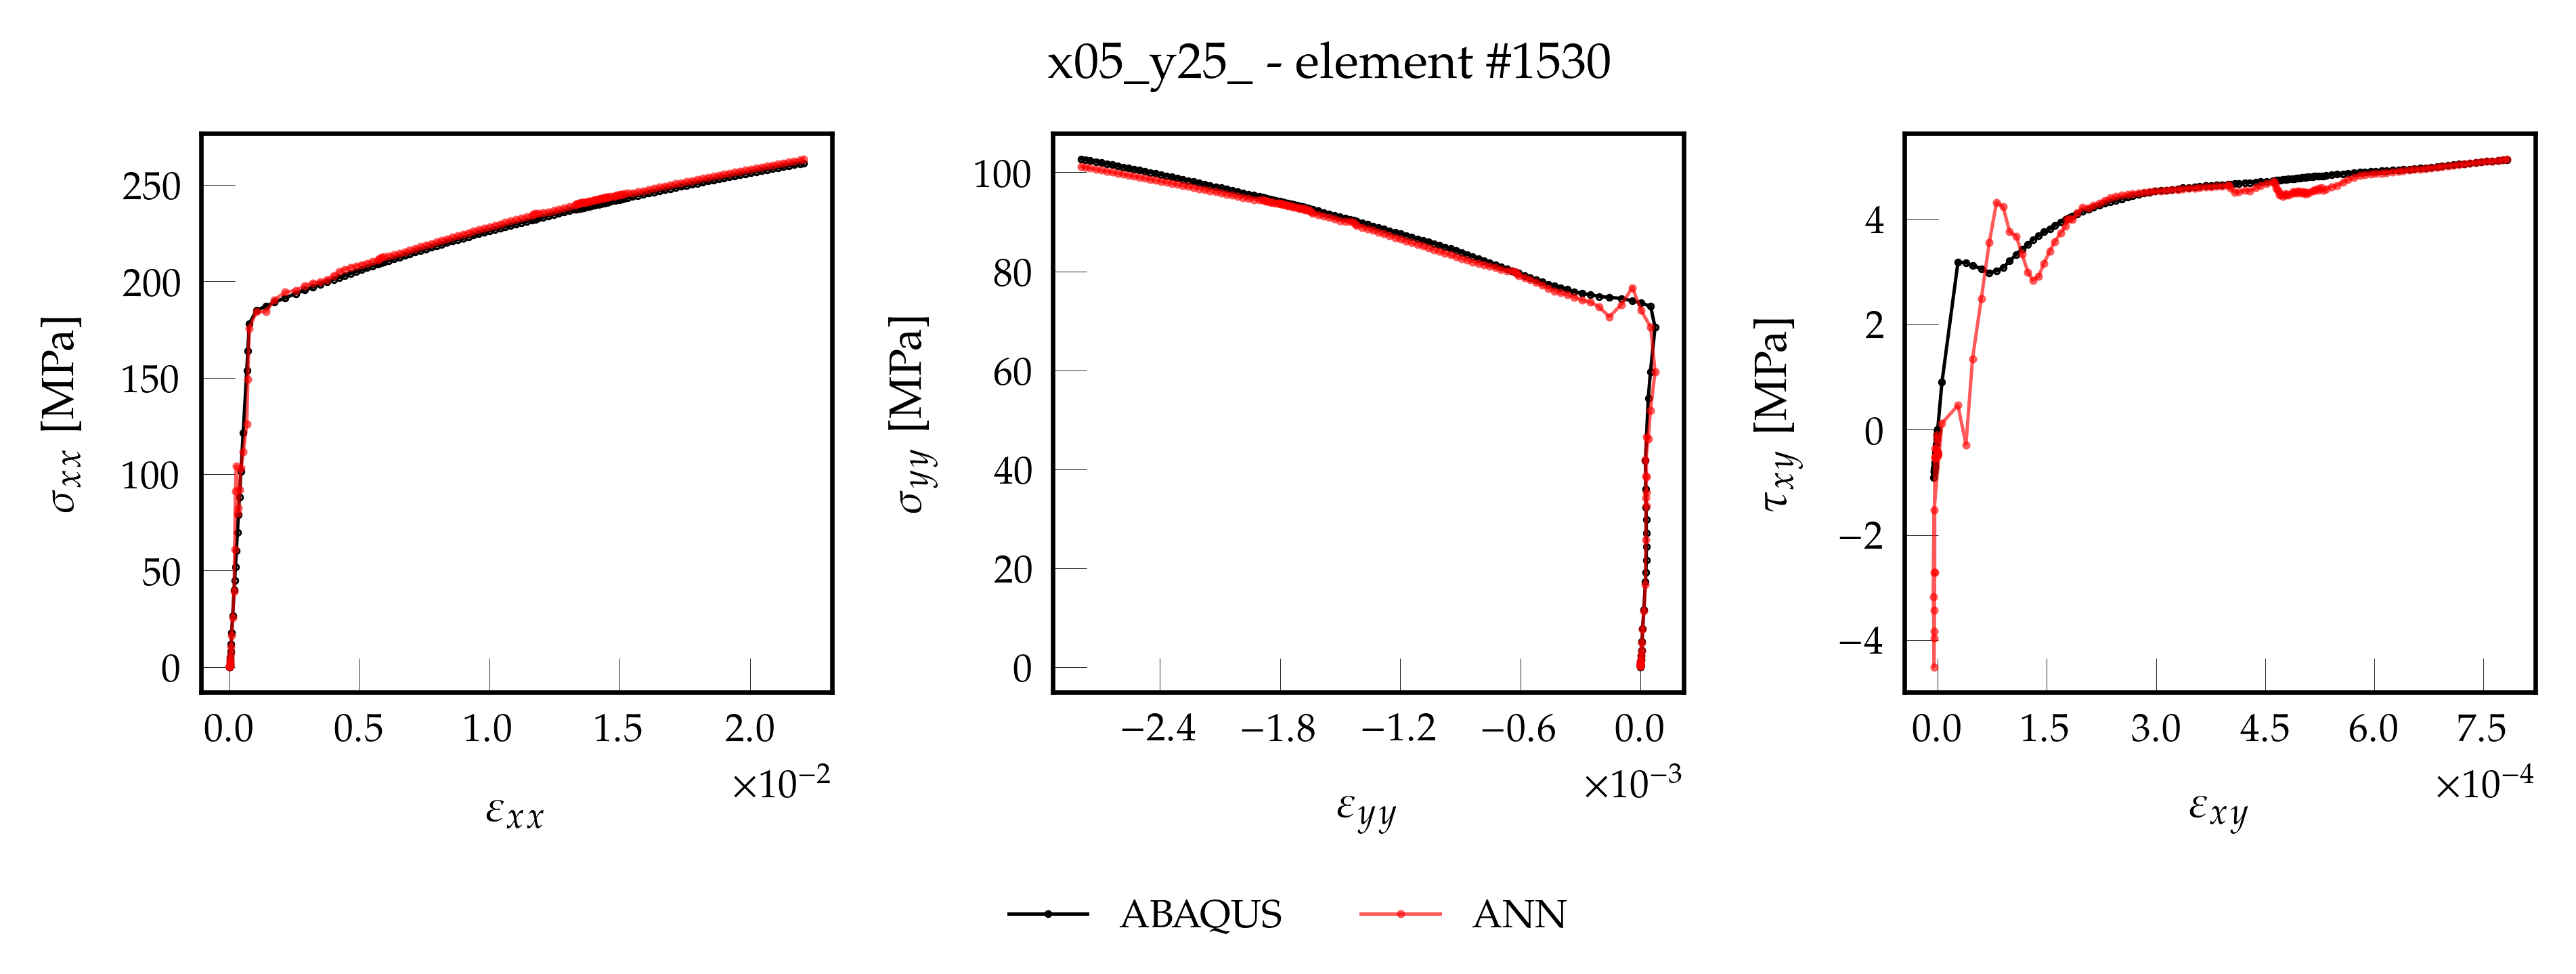 x05_y25_ - element #1530
σxx [MPa]
250
200
150
100
50
0
0.0 0.5 1.0 1.5 2.0
×10−2
εxx
σyy [MPa]
100
80
60
40
20
0
−2.4 −1.8 −1.2 −0.6 0.0
×10−3
εyy
τxy [MPa]
4
2
0
−2
−4
0.0 1.5 3.0 4.5 6.0 7.5
×10−4
εxy
ABAQUS ANN